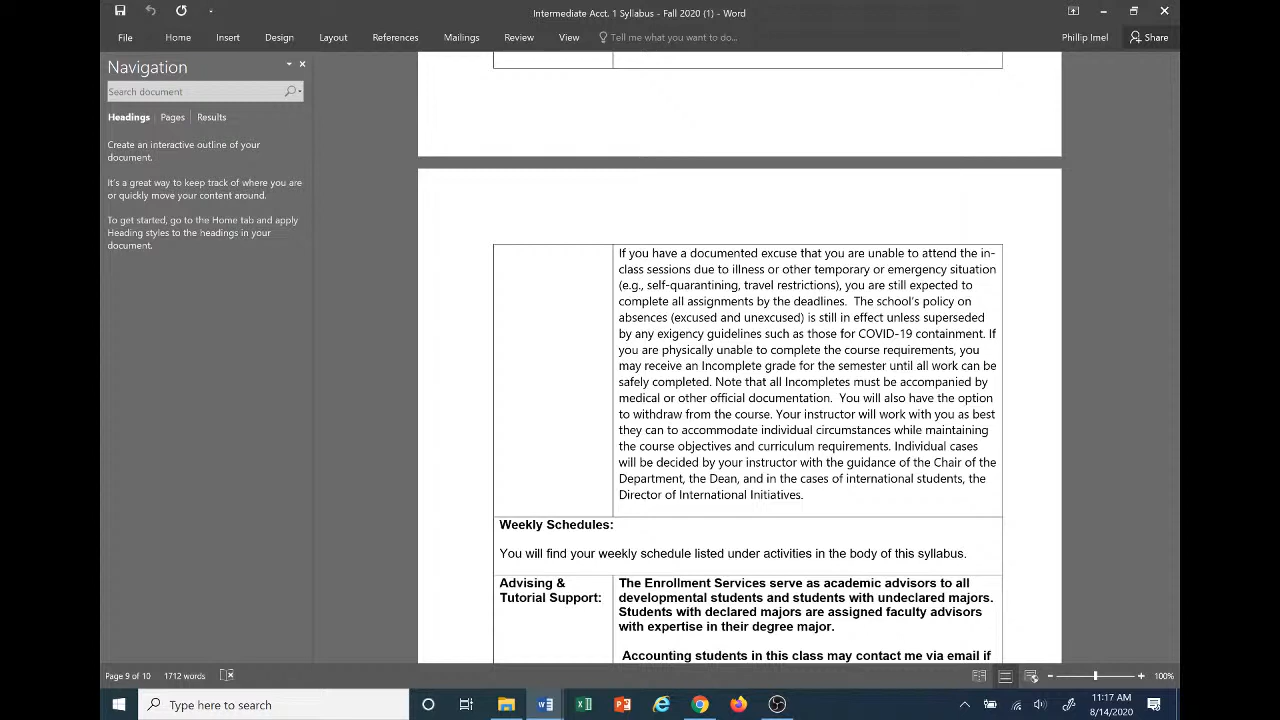 Intermediate Acct. 1 Syllabus - Fall 2020 (1) - Word
File Home Insert Design Layout References Mailings Review View Tell me what you want to do... Phillip Imel Share
Navigation
Search document
Headings Pages Results
Create an interactive outline of your
document.
It's a great way to keep track of where you are
or quickly move your content around.
To get started, go to the Home tab and apply
Heading styles to the headings in your
document.
If you have a documented excuse that you are unable to attend the in-
class sessions due to illness or other temporary or emergency situation
(e.g., self-quarantining, travel restrictions), you are still expected to
complete all assignments by the deadlines. The school's policy on
absences (excused and unexcused) is still in effect unless superseded
by any exigency guidelines such as those for COVID-19 containment. If
you are physically unable to complete the course requirements, you
may receive an Incomplete grade for the semester until all work can be
safely completed. Note that all Incompletes must be accompanied by
medical or other official documentation. You will also have the option
to withdraw from the course. Your instructor will work with you as best
they can to accommodate individual circumstances while maintaining
the course objectives and curriculum requirements. Individual cases
will be decided by your instructor with the guidance of the Chair of the
Department, the Dean, and in the cases of international students, the
Director of International Initiatives.
Weekly Schedules:
You will find your weekly schedule listed under activities in the body of this syllabus.
Advising &
Tutorial Support:
The Enrollment Services serve as academic advisors to all
developmental students and students with undeclared majors.
Students with declared majors are assigned faculty advisors
with expertise in their degree major.
Accounting students in this class may contact me via email if
Page 9 of 10 1712 words 100%
Type here to search
11:17 AM
8/14/2020